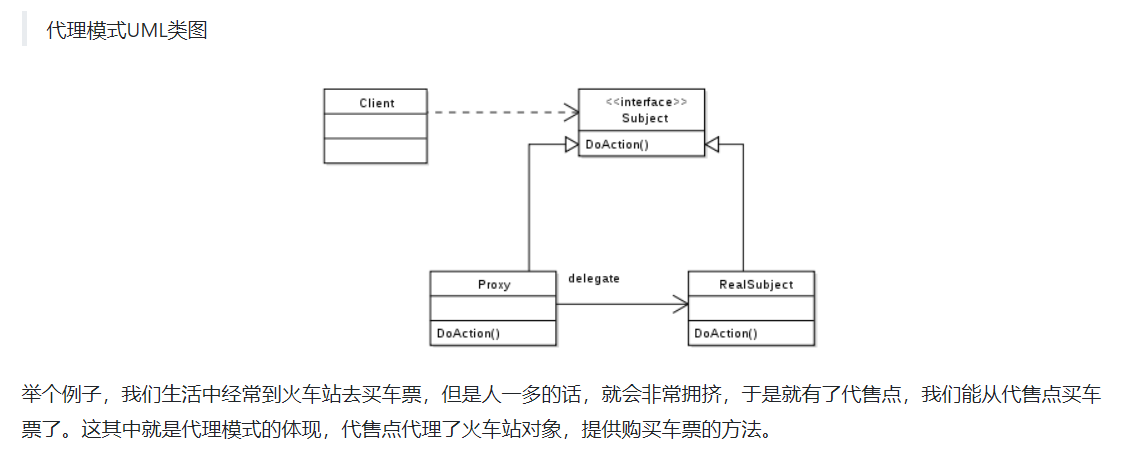 代理模式UML类图
Client
<<interface>>
Subject
DoAction()
Proxy
DoAction()
delegate
RealSubject
DoAction()
举个例子，我们生活中经常到火车站去买车票，但是人一多的话，就会非常拥挤，于是就有了代售点，我们能从代售点买车
票了。这其中就是代理模式的体现，代售点代理了火车站对象，提供购买车票的方法。